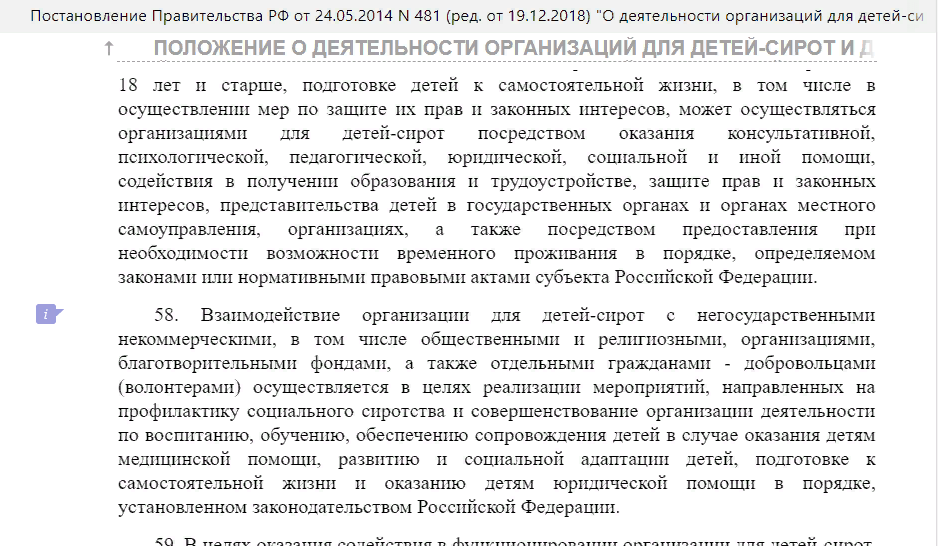 Постановление Правительства РФ от 24.05.2014 N 481 (ред. от 19.12.2018) "О деятельности организаций для детей-си
↑ ПОЛОЖЕНИЕ О ДЕЯТЕЛЬНОСТИ ОРГАНИЗАЦИЙ ДЛЯ ДЕТЕЙ-СИРОТ И Д
18 лет и старше, подготовке детей к самостоятельной жизни, в том числе в
осуществлении мер по защите их прав и законных интересов, может осуществляться
организациями для детей-сирот посредством оказания консультативной,
психологической, педагогической, юридической, социальной и иной помощи,
содействия в получении образования и трудоустройстве, защите прав и законных
интересов, представительства детей в государственных органах и органах местного
самоуправления, организациях, а также посредством предоставления при
необходимости возможности временного проживания в порядке, определяемом
законами или нормативными правовыми актами субъекта Российской Федерации.
i 58. Взаимодействие организации для детей-сирот с негосударственными
некоммерческими, в том числе общественными и религиозными, организациями,
благотворительными фондами, а также отдельными гражданами - добровольцами
(волонтерами) осуществляется в целях реализации мероприятий, направленных на
профилактику социального сиротства и совершенствование организации деятельности
по воспитанию, обучению, обеспечению сопровождения детей в случае оказания детям
медицинской помощи, развитию и социальной адаптации детей, подготовке к
самостоятельной жизни и оказанию детям юридической помощи в порядке,
установленном законодательством Российской Федерации.
59. В целях оказания содействия в функционировании организации для детей-сирот,